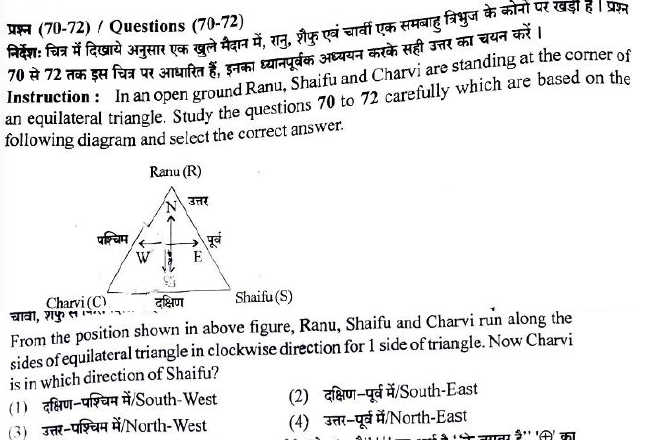 प्रश्न (70-72) / Questions (70-72)
निर्देश: चित्र में दिखाये अनुसार एक खुले मैदान में, रानु, शैफु एवं चार्वी एक समबाहु त्रिभुज के कोनो पर खड़ी है। प्रश्न
70 से 72 तक इस चित्र पर आधारित हैं, इनका ध्यानपूर्वक अध्ययन करके सही उत्तर का चयन करें ।
Instruction : In an open ground Ranu, Shaifu and Charvi are standing at the corner of
an equilateral triangle. Study the questions 70 to 72 carefully which are based on the
following diagram and select the correct answer.
Ranu (R)
N उत्तर
पश्चिम पूर्व
W E
S
Charvi (C) दक्षिण Shaifu (S)
From the position shown in above figure, Ranu, Shaifu and Charvi run along the
sides of equilateral triangle in clockwise direction for 1 side of triangle. Now Charvi
is in which direction of Shaifu?
(1) दक्षिण-पश्चिम में/South-West (2) दक्षिण-पूर्व में/South-East
(3) उत्तर-पश्चिम में/North-West (4) उत्तर-पूर्व में/North-East